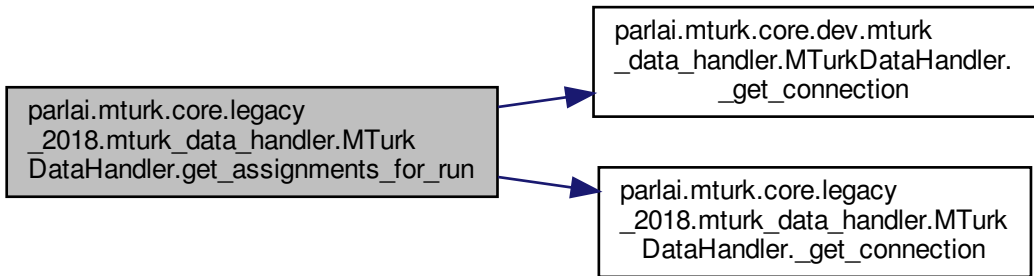 parlai.mturk.core.legacy
_2018.mturk_data_handler.MTurk
DataHandler.get_assignments_for_run
parlai.mturk.core.dev.mturk
_data_handler.MTurkDataHandler.
_get_connection
parlai.mturk.core.legacy
_2018.mturk_data_handler.MTurk
DataHandler._get_connection